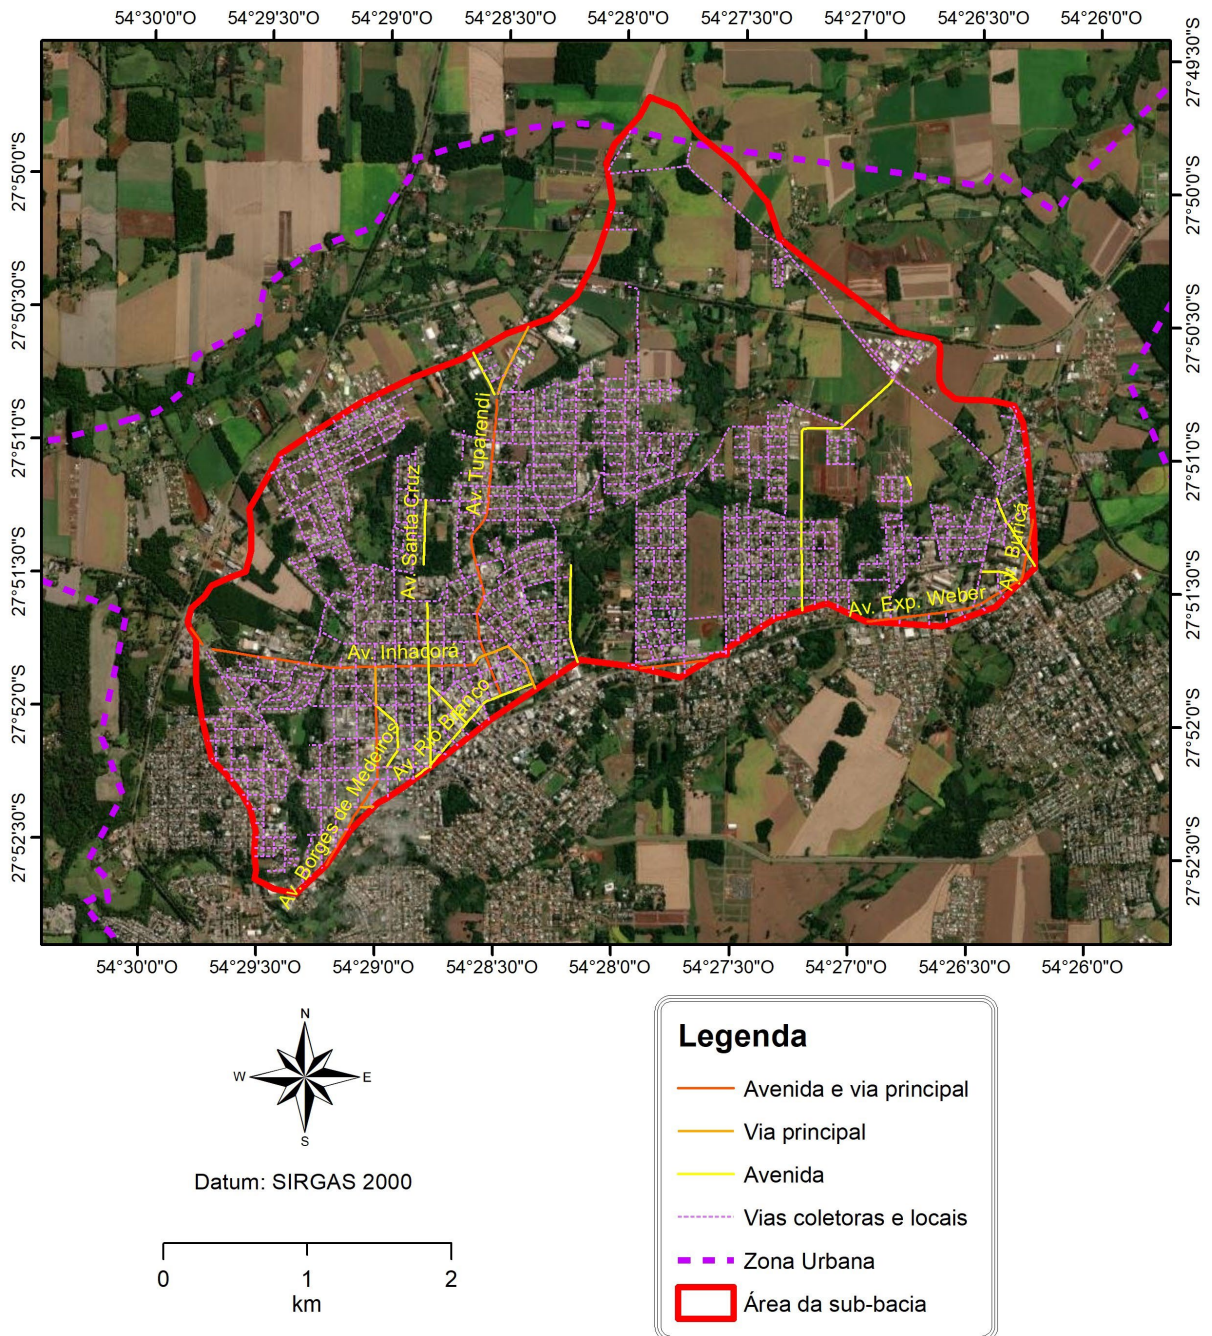 54°30'0"O 54°29'30"O 54°29'0"O 54°28'30"O 54°28'0"O 54°27'30"O 54°27'0"O 54°26'30"O 54°26'0"O
27°49'30"S
27°50'0"S
27°50'0"S
27°50'30"S
27°50'30"S
27°51'0"S
27°51'0"S
27°51'30"S
27°51'30"S
27°52'0"S
27°52'0"S
27°52'30"S
27°52'30"S
Av. Tuparendi
Av. Santa Cruz
Av. Buricá
Av. Exp. Weber
Av. Inhacorá
Av. Rio Branco
Av. Borges de Medeiros
54°30'0"O 54°29'30"O 54°29'0"O 54°28'30"O 54°28'0"O 54°27'30"O 54°27'0"O 54°26'30"O 54°26'0"O
N
W E
S
Datum: SIRGAS 2000
0 1 2
km
Legenda
Avenida e via principal
Via principal
Avenida
Vias coletoras e locais
Zona Urbana
Área da sub-bacia